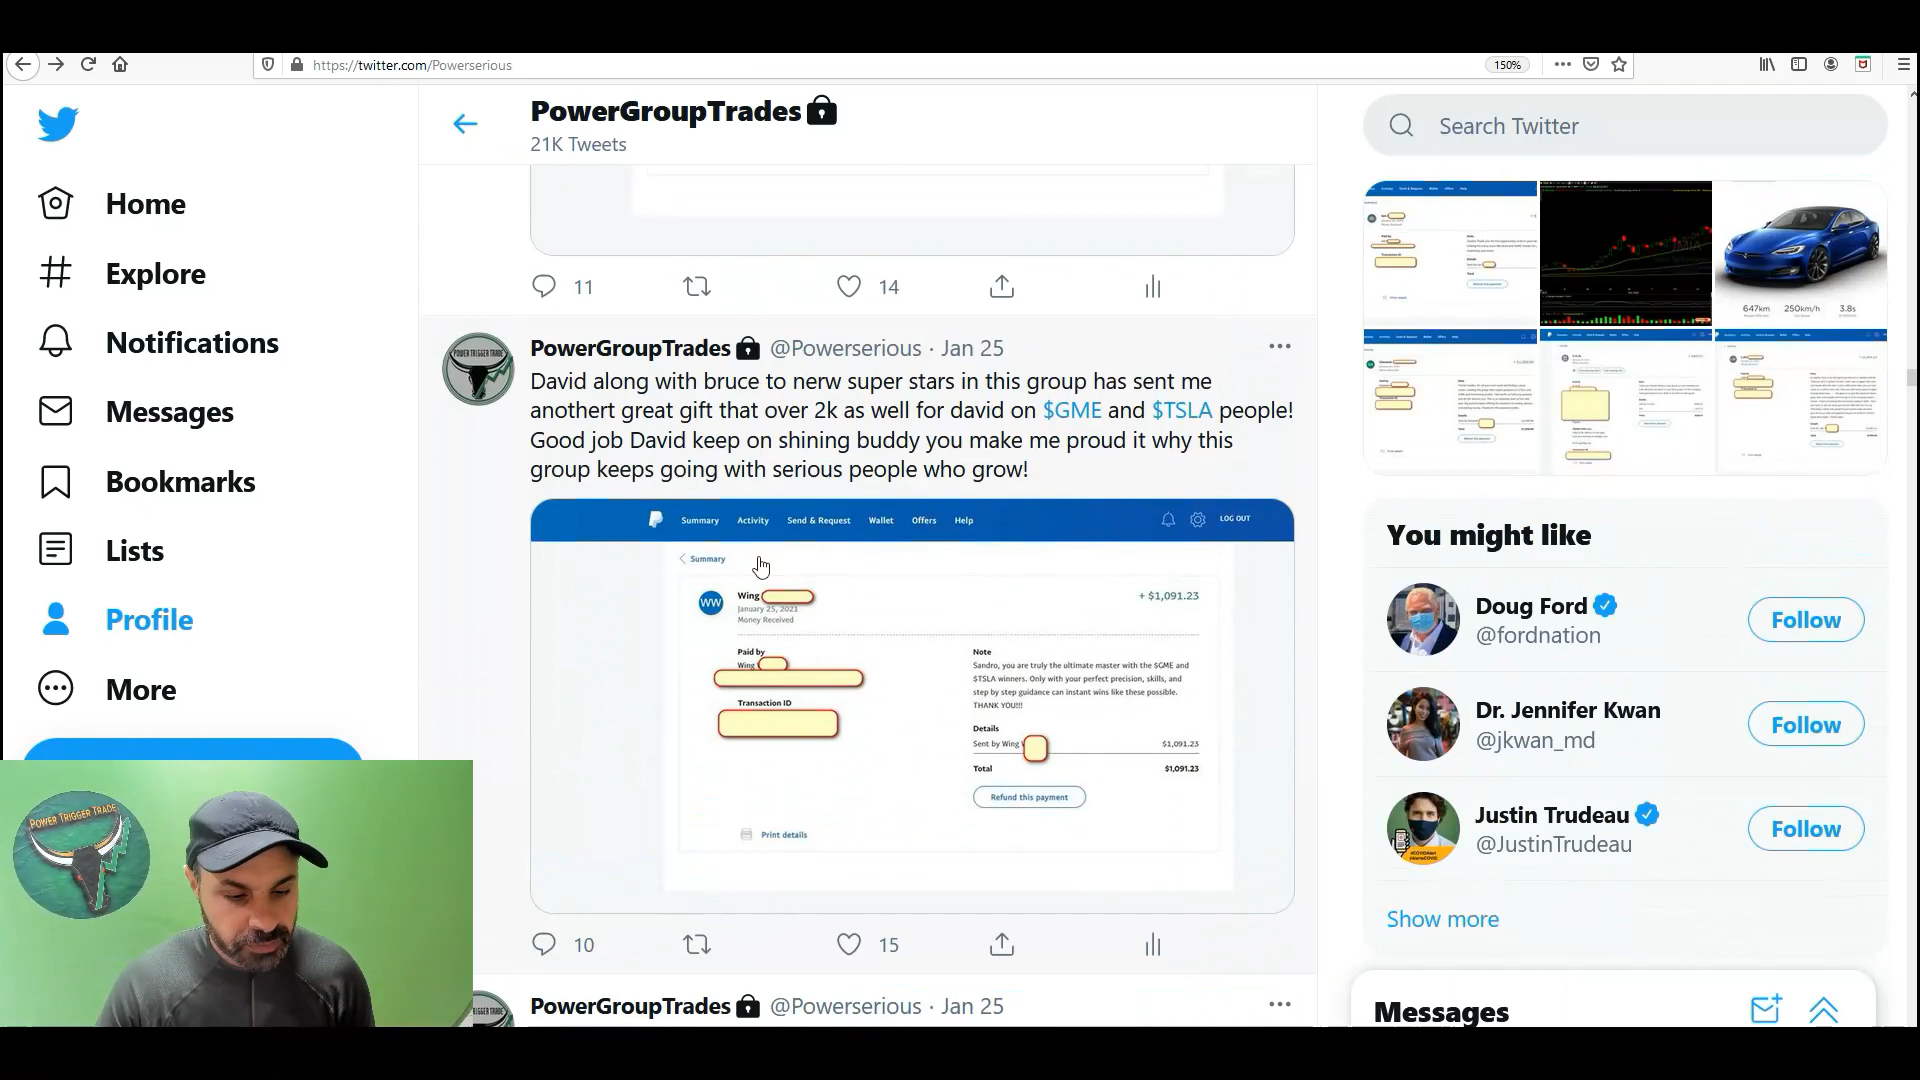 https://twitter.com/Powerserious
150%
PowerGroupTrades
21K Tweets
Search Twitter
Home
Explore
Notifications
Messages
Bookmarks
Lists
Profile
More
11
14
PowerGroupTrades @Powerserious · Jan 25
David along with bruce to nerw super stars in this group has sent me
anothert great gift that over 2k as well for david on $GME and $TSLA people!
Good job David keep on shining buddy you make me proud it why this
group keeps going with serious people who grow!
Summary Activity Send & Request Wallet Offers Help LOG OUT
Summary
WW
Wing
+ $1,091.23
January 25, 2021
Money Received
Paid by
Wing
Transaction ID
Note
Sandro, you are truly the ultimate master with the $GME and
$TSLA winners. Only with your perfect precision, skills, and
step by step guidance can instant wins like these possible.
THANK YOU!!!
Details
Sent by Wing $1,091.23
Total $1,091.23
Refund this payment
Print details
10
15
PowerGroupTrades @Powerserious · Jan 25
647km 250km/h 3.8s
You might like
Doug Ford
@fordnation
Follow
Dr. Jennifer Kwan
@jkwan_md
Follow
Justin Trudeau
@JustinTrudeau
Follow
Show more
Messages
POWER TRIGGER TRADE